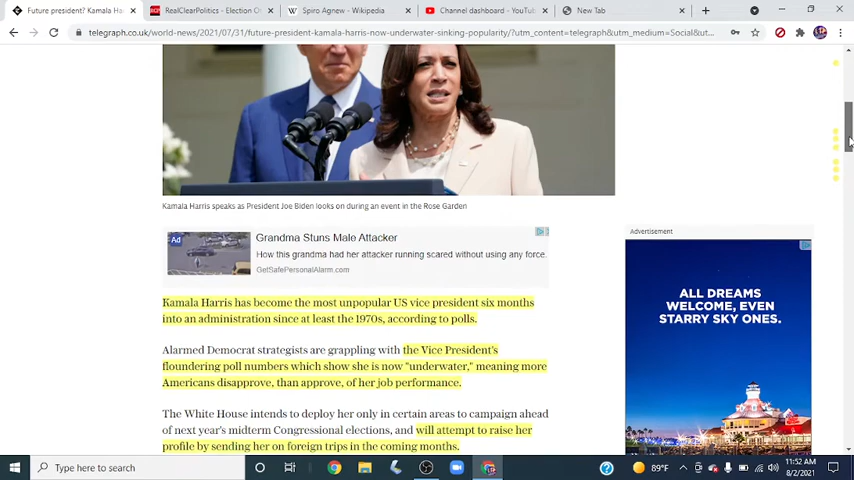 Future president? Kamala Ha
RealClearPolitics - Election O
Spiro Agnew - Wikipedia
Channel dashboard - YouTu
New Tab
telegraph.co.uk/world-news/2021/07/31/future-president-kamala-harris-now-underwater-sinking-popularity/?utm_content=telegraph&utm_medium=Social&ut...
Kamala Harris speaks as President Joe Biden looks on during an event in the Rose Garden
Advertisement
Ad
Grandma Stuns Male Attacker
How this grandma had her attacker running scared without using any force.
GetSafePersonalAlarm.com
ALL DREAMS
WELCOME, EVEN
STARRY SKY ONES.
Kamala Harris has become the most unpopular US vice president six months
into an administration since at least the 1970s, according to polls.
Alarmed Democrat strategists are grappling with the Vice President's
floundering poll numbers which show she is now "underwater," meaning more
Americans disapprove, than approve, of her job performance.
The White House intends to deploy her only in certain areas to campaign ahead
of next year's midterm Congressional elections, and will attempt to raise her
profile by sending her on foreign trips in the coming months.
Type here to search
89°F
11:52 AM
8/2/2021